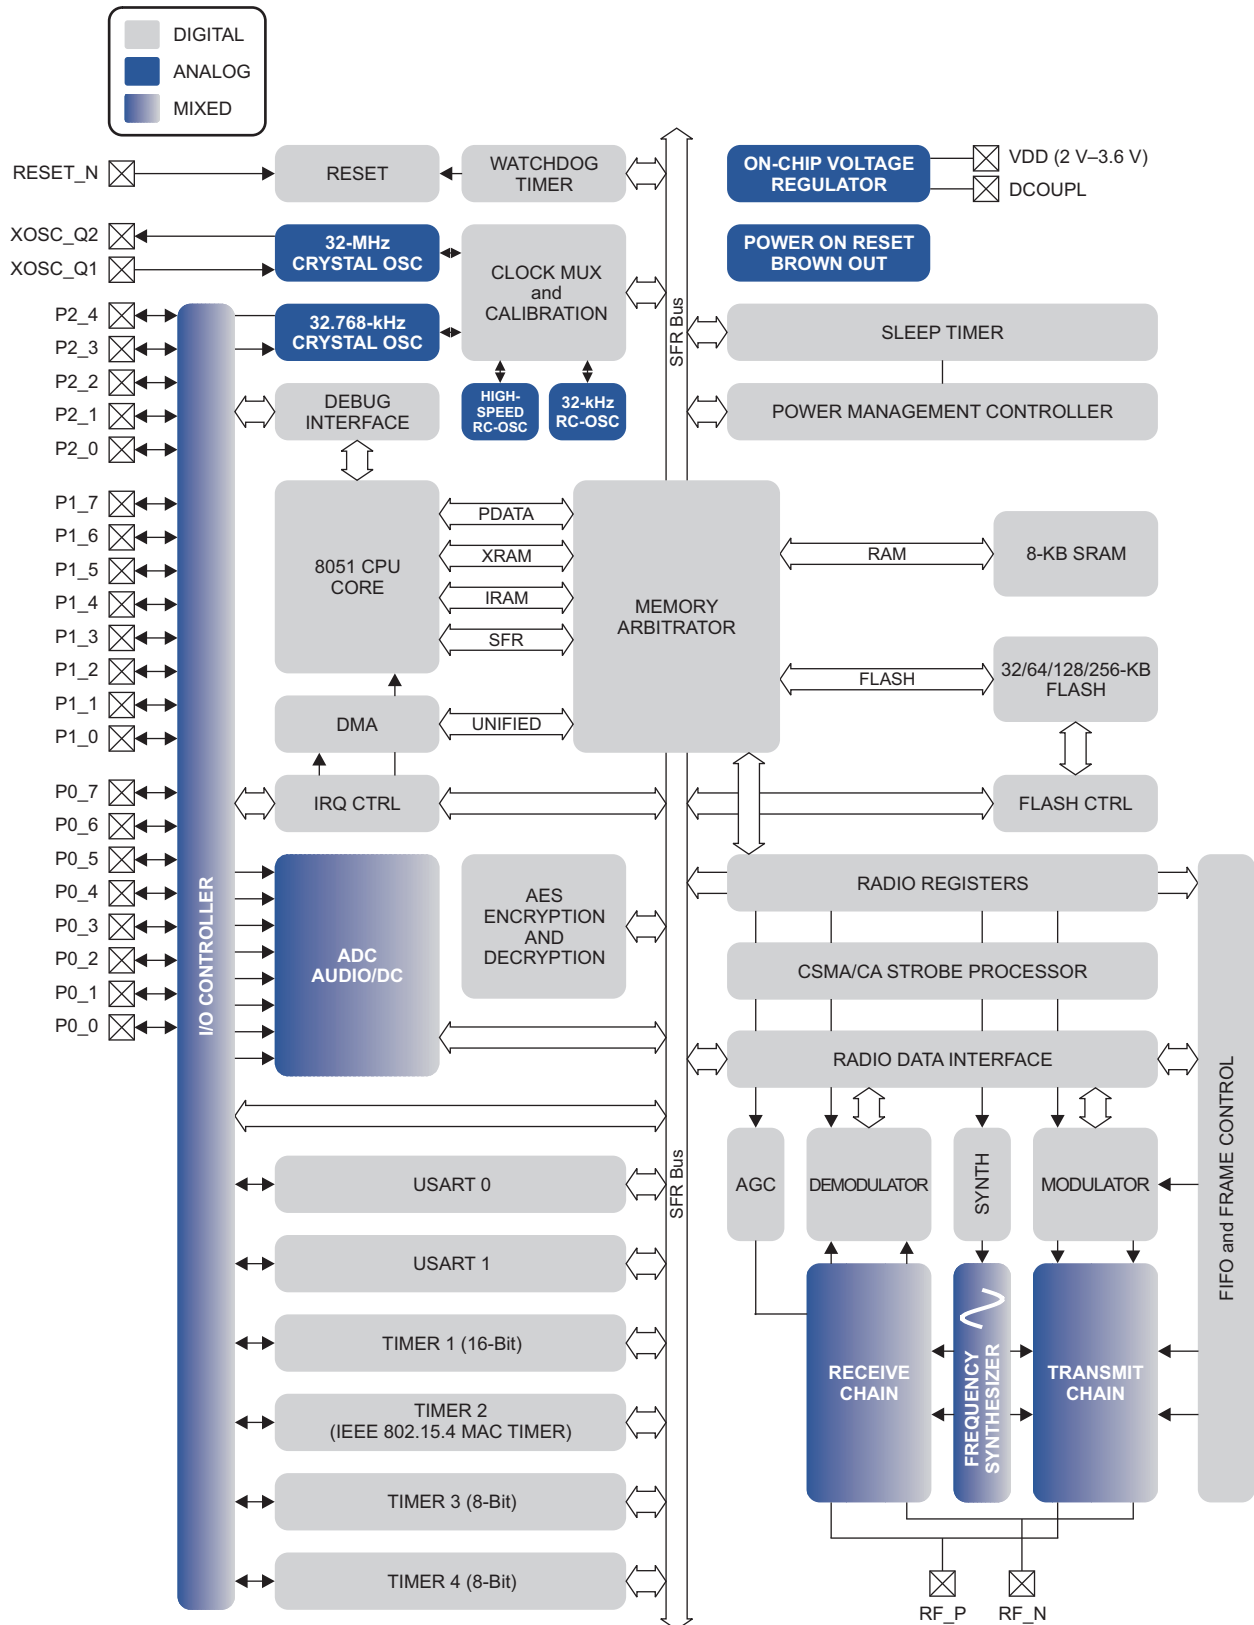 DIGITAL
ANALOG
MIXED
RESET_N
RESET
WATCHDOG
TIMER
ON-CHIP VOLTAGE
REGULATOR
VDD (2 V–3.6 V)
DCOUPL
XOSC_Q2
XOSC_Q1
32-MHz
CRYSTAL OSC
CLOCK MUX
and
CALIBRATION
POWER ON RESET
BROWN OUT
SFR Bus
P2_4
P2_3
P2_2
P2_1
P2_0
32.768-kHz
CRYSTAL OSC
SLEEP TIMER
DEBUG
INTERFACE
HIGH-
SPEED
RC-OSC
32-kHz
RC-OSC
POWER MANAGEMENT CONTROLLER
P1_7
P1_6
P1_5
P1_4
P1_3
P1_2
P1_1
P1_0
8051 CPU
CORE
PDATA
XRAM
IRAM
SFR
MEMORY
ARBITRATOR
RAM
8-KB SRAM
FLASH
32/64/128/256-KB
FLASH
DMA
UNIFIED
P0_7
P0_6
P0_5
P0_4
P0_3
P0_2
P0_1
P0_0
IRQ CTRL
FLASH CTRL
I/O CONTROLLER
ADC
AUDIO/DC
AES
ENCRYPTION
AND
DECRYPTION
RADIO REGISTERS
CSMA/CA STROBE PROCESSOR
RADIO DATA INTERFACE
FIFO and FRAME CONTROL
SFR Bus
USART 0
USART 1
TIMER 1 (16-Bit)
TIMER 2
(IEEE 802.15.4 MAC TIMER)
TIMER 3 (8-Bit)
TIMER 4 (8-Bit)
AGC
DEMODULATOR
SYNTH
MODULATOR
RECEIVE
CHAIN
FREQUENCY
SYNTHESIZER
TRANSMIT
CHAIN
RF_P
RF_N